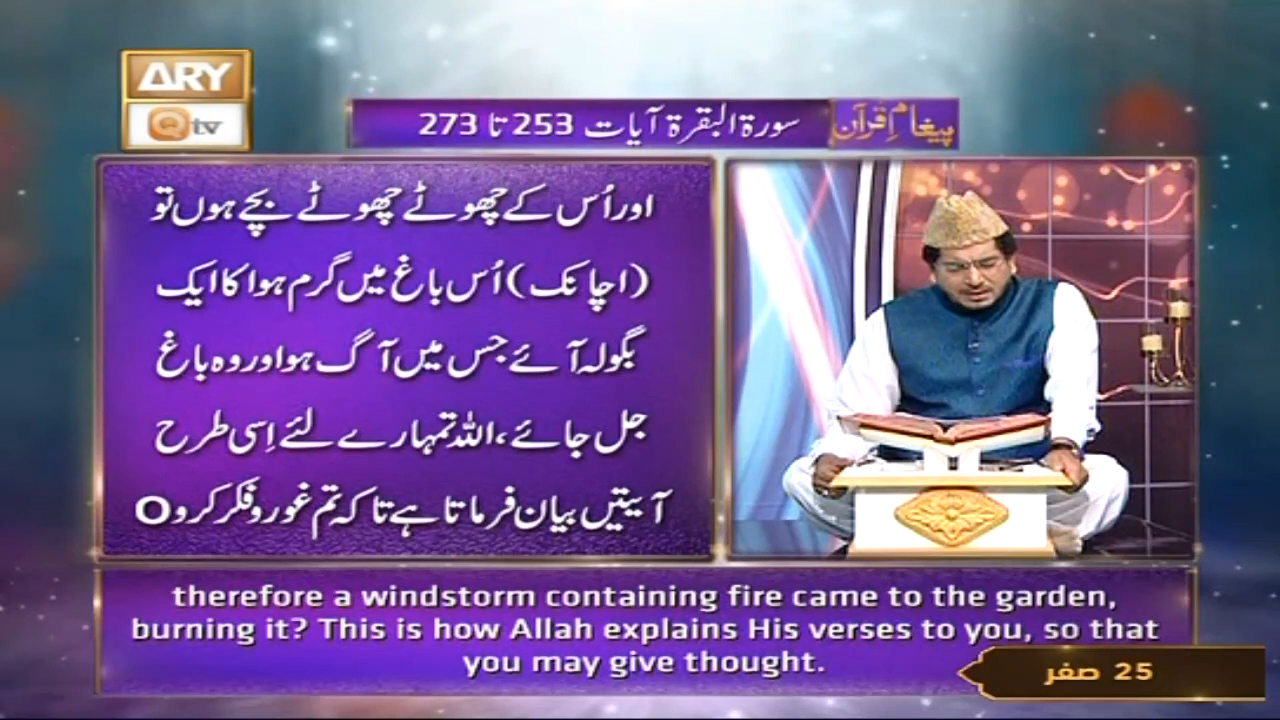 ARY
Qtv
پیغامِ قرآن
سورۃ البقرۃ آیات 253 تا 273
اور اُس کے چھوٹے چھوٹے بچے ہوں تو
(اچانک) اُس باغ میں گرم ہوا کا ایک
بگولہ آئے جس میں آگ ہو اور وہ باغ
جل جائے، اللہ تمہارے لئے اِسی طرح
آیتیں بیان فرماتا ہے تاکہ تم غور و فکر کرو O
therefore a windstorm containing fire came to the garden,
burning it? This is how Allah explains His verses to you, so that
you may give thought.
25 صفر